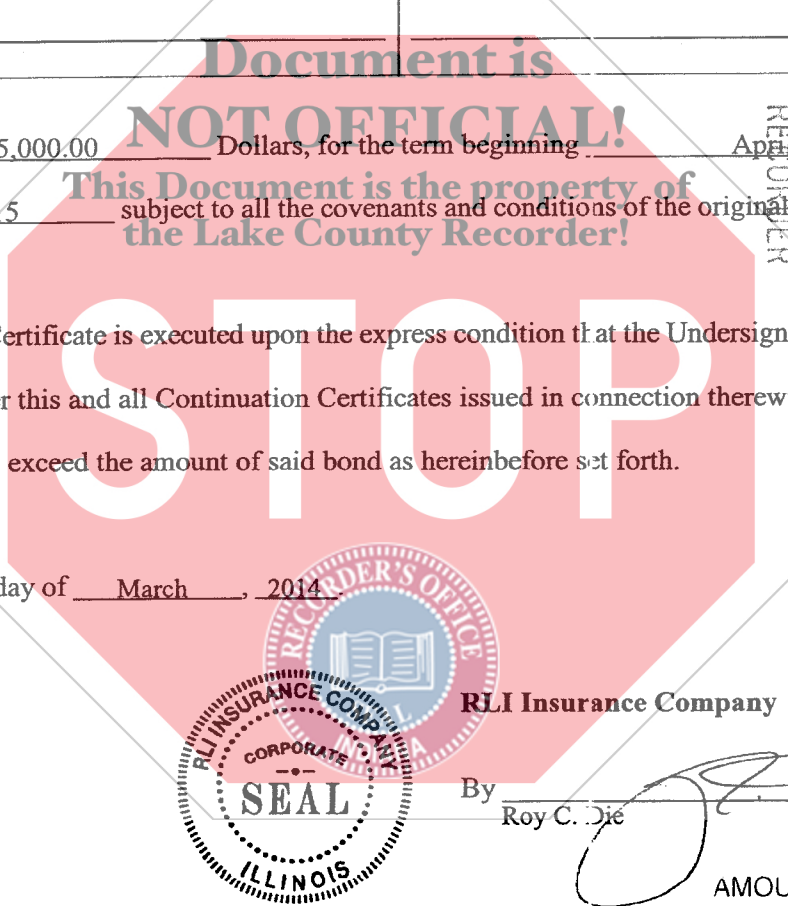 Document is
NOT OFFICIAL!
5,000.00 Dollars, for the term beginning
This Document is the property of
5 subject to all the covenants and conditions of the original
the Lake County Recorder!
RECORDER
STOP
Certificate is executed upon the express condition that the Undersign
r this and all Continuation Certificates issued in connection therew
exceed the amount of said bond as hereinbefore set forth.
day of March, 2014.
RECORDER'S OFFICE
INDIANA
RLI INSURANCE COMPANY
CORPORATE
SEAL
ILLINOIS
RLI Insurance Company
By
Roy C. Die
AMOU